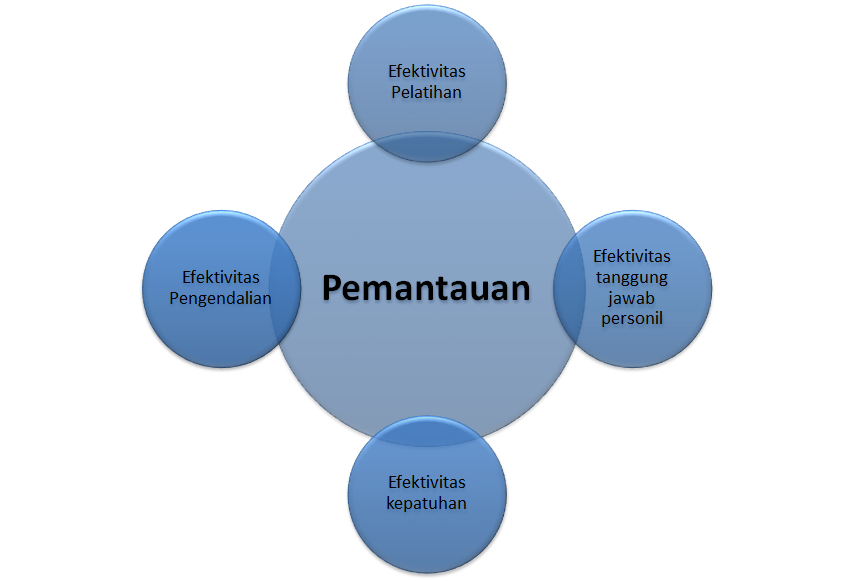 Efektivitas
Pelatihan
Efektivitas
Pengendalian
Pemantauan
Efektivitas
tanggung
jawab
personil
Efektivitas
kepatuhan